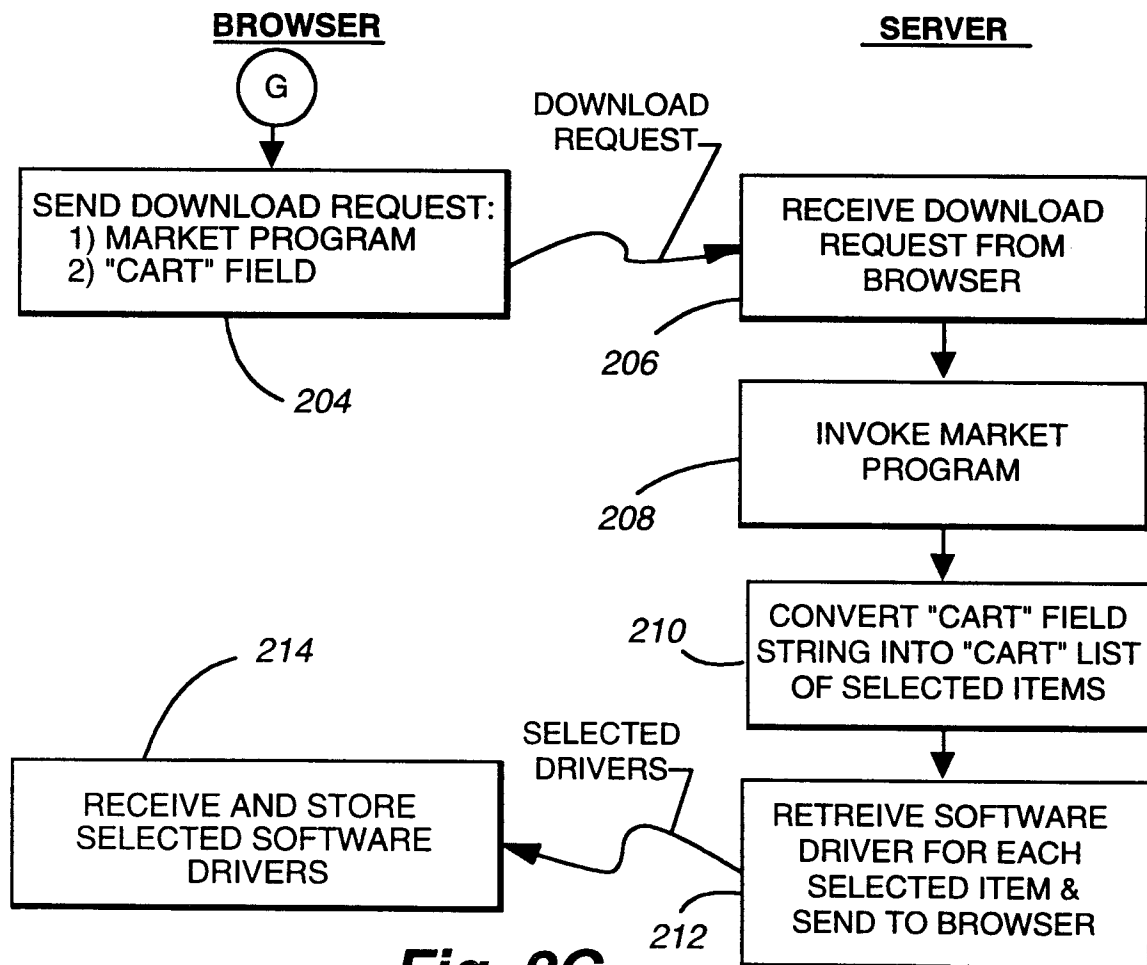 BROWSER
SERVER
G
DOWNLOAD
REQUEST
SEND DOWNLOAD REQUEST:
1) MARKET PROGRAM
2) "CART" FIELD
RECEIVE DOWNLOAD
REQUEST FROM
BROWSER
204
206
INVOKE MARKET
PROGRAM
208
CONVERT "CART" FIELD
STRING INTO "CART" LIST
OF SELECTED ITEMS
210
214
SELECTED
DRIVERS
RECEIVE AND STORE
SELECTED SOFTWARE
DRIVERS
RETREIVE SOFTWARE
DRIVER FOR EACH
SELECTED ITEM &
SEND TO BROWSER
212